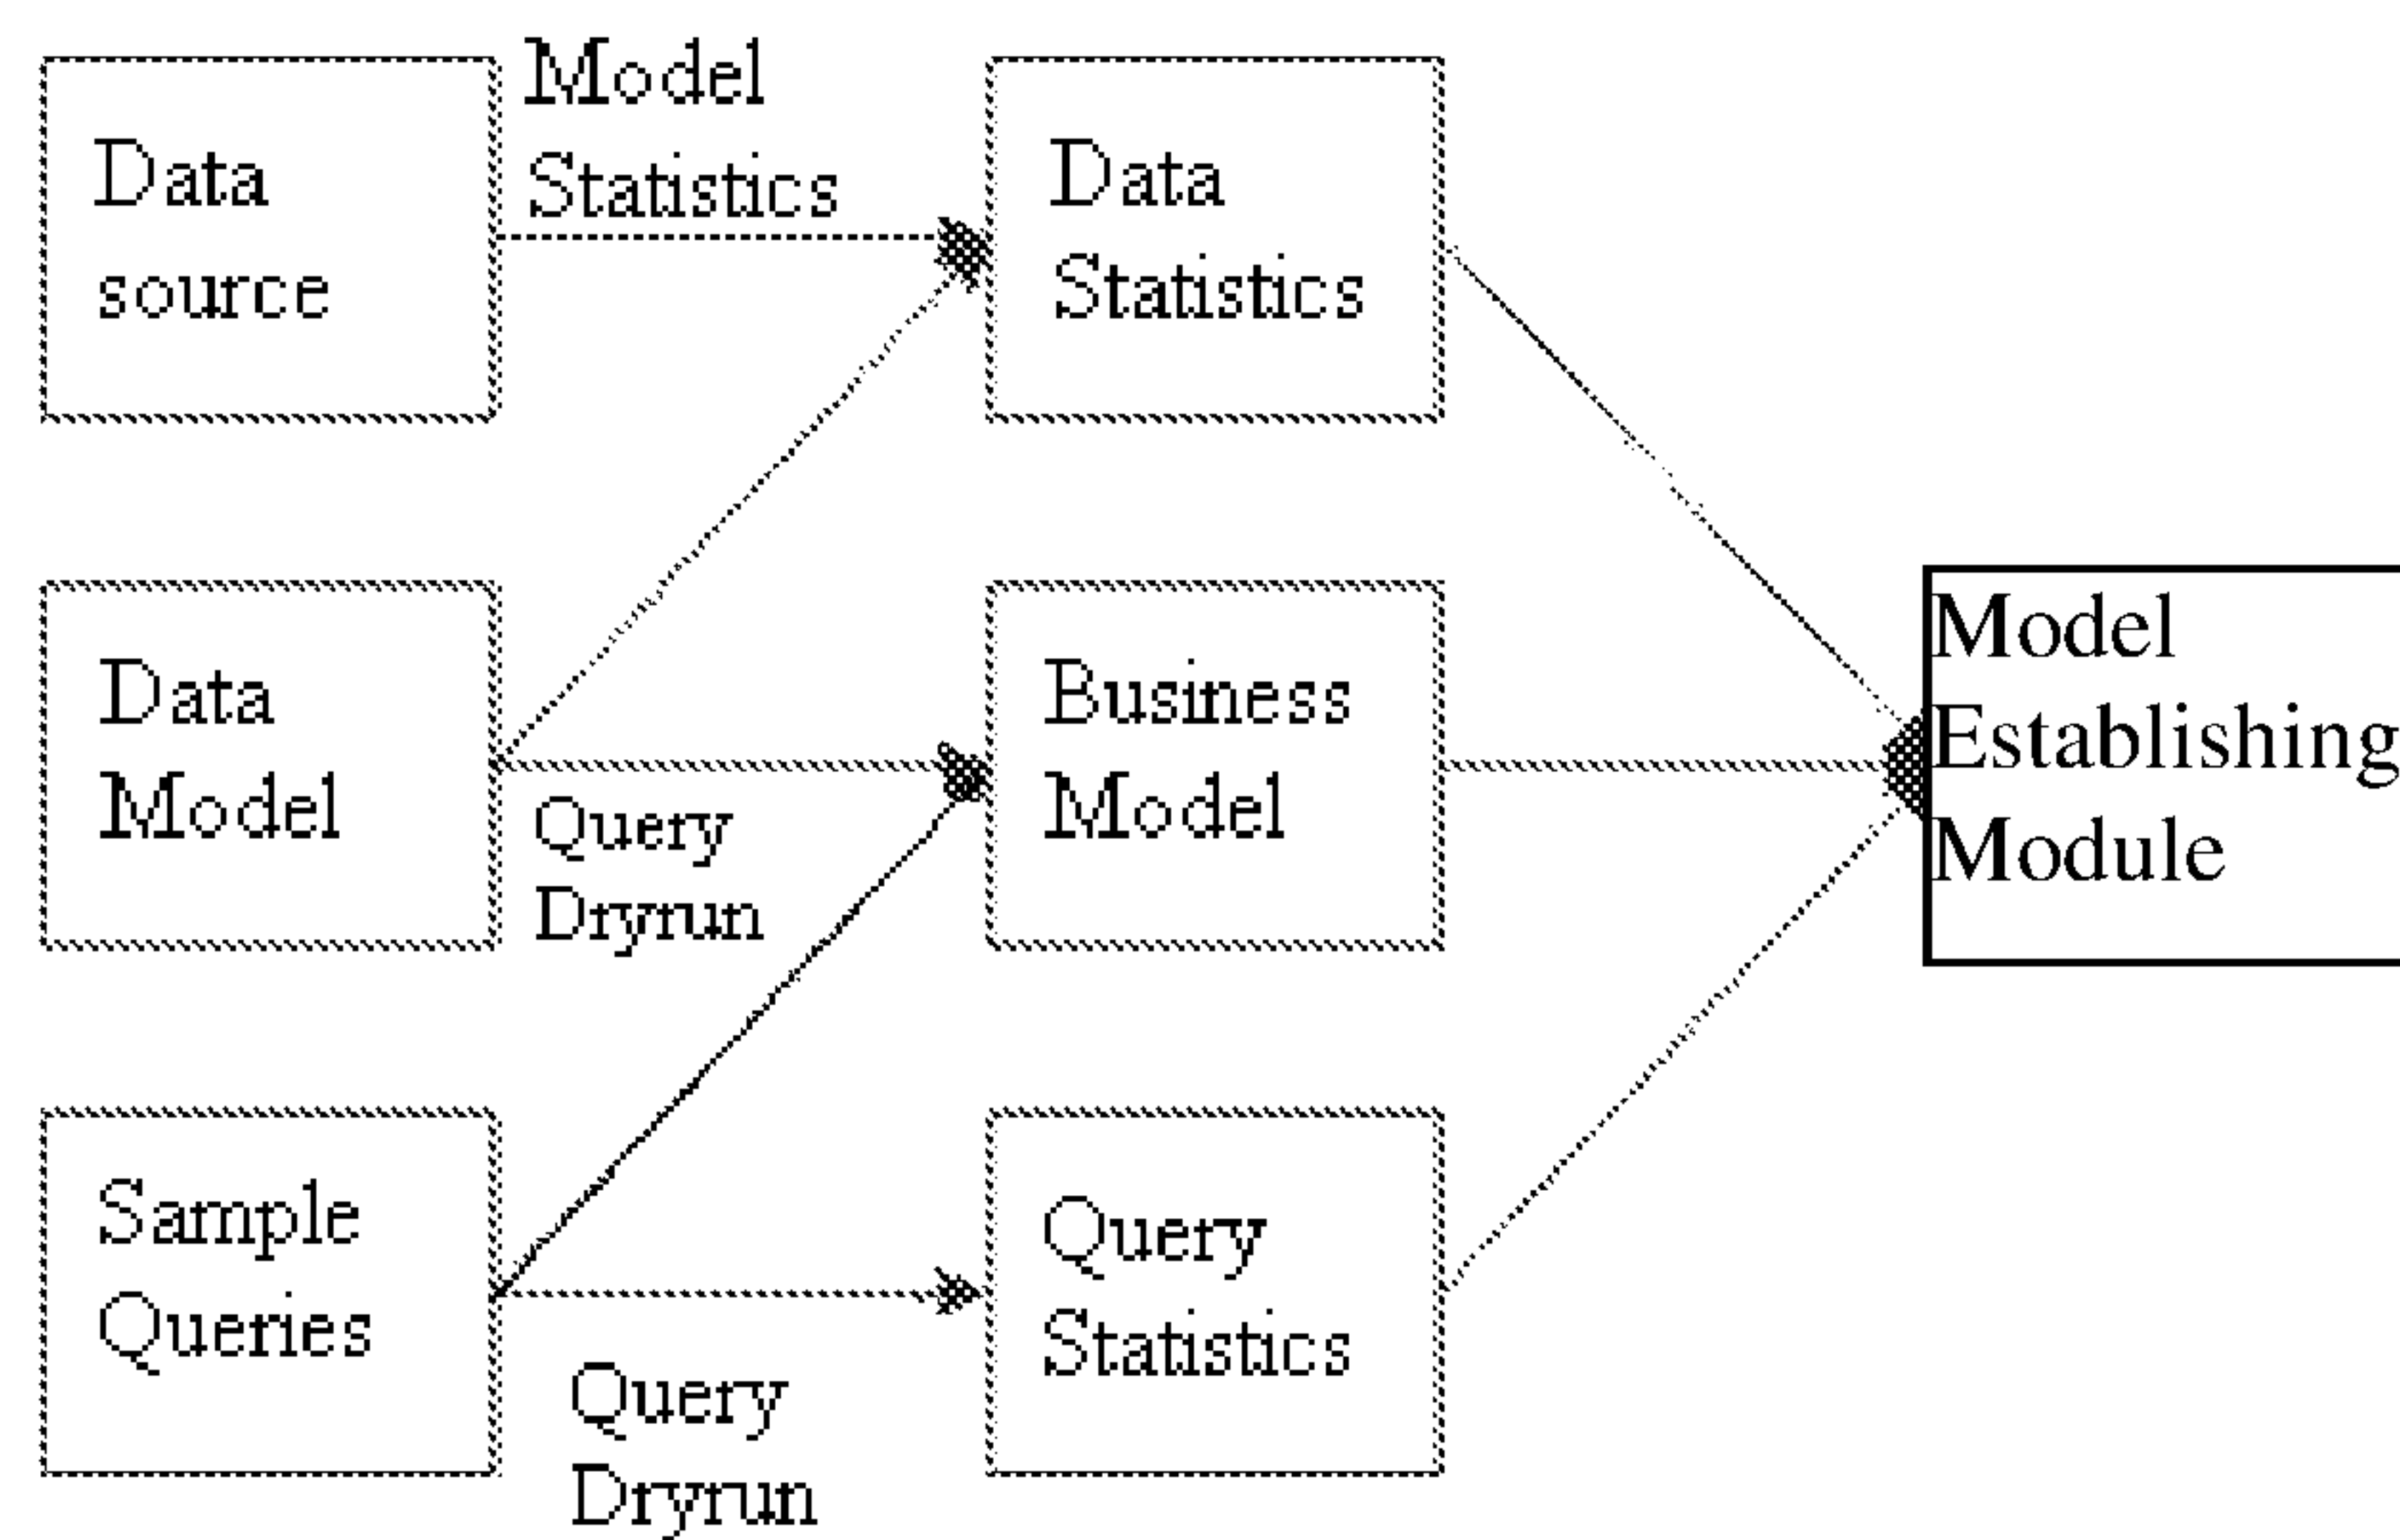 Data
source
Model
Statistics
Data
Statistics
Data
Model
Query
Dryrun
Business
Model
Model
Establishing
Module
Sample
Queries
Query
Dryrun
Query
Statistics